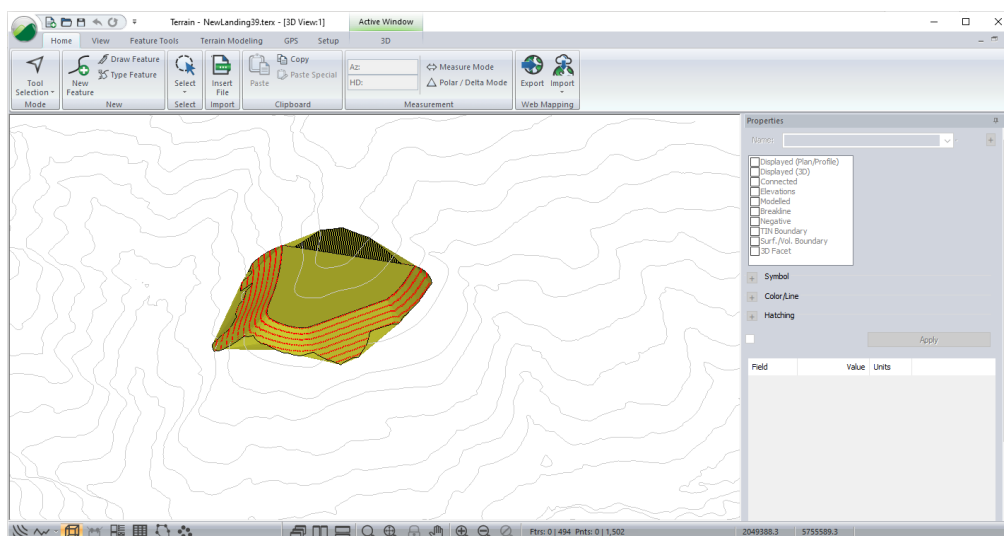 Terrain - NewLanding39.terx - [3D View:1]
Active Window
Home View Feature Tools Terrain Modeling GPS Setup 3D
Tool Selection
Mode
New Feature
Draw Feature
Type Feature
New
Select
Select
Insert File
Import
Paste
Copy
Paste Special
Clipboard
Az:
HD:
Measure Mode
Polar / Delta Mode
Measurement
Export Import
Web Mapping
Properties
Name:
Displayed (Plan/Profile)
Displayed (3D)
Connected
Elevations
Modelled
Breakline
Negative
TIN Boundary
Surf./Vol. Boundary
3D Facet
Symbol
Color/Line
Hatching
Apply
Field Value Units
Ftrs: 0 | 494 Pnts: 0 | 1,502
2049388.3 5755589.3